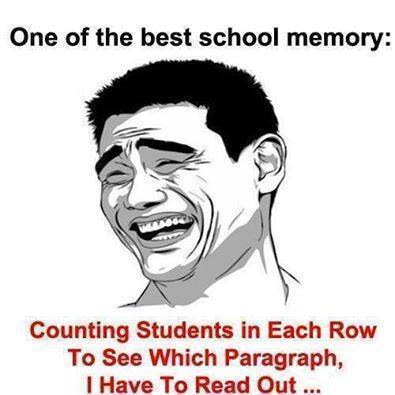 One of the best school memory:
Counting Students in Each Row
To See Which Paragraph,
I Have To Read Out ...